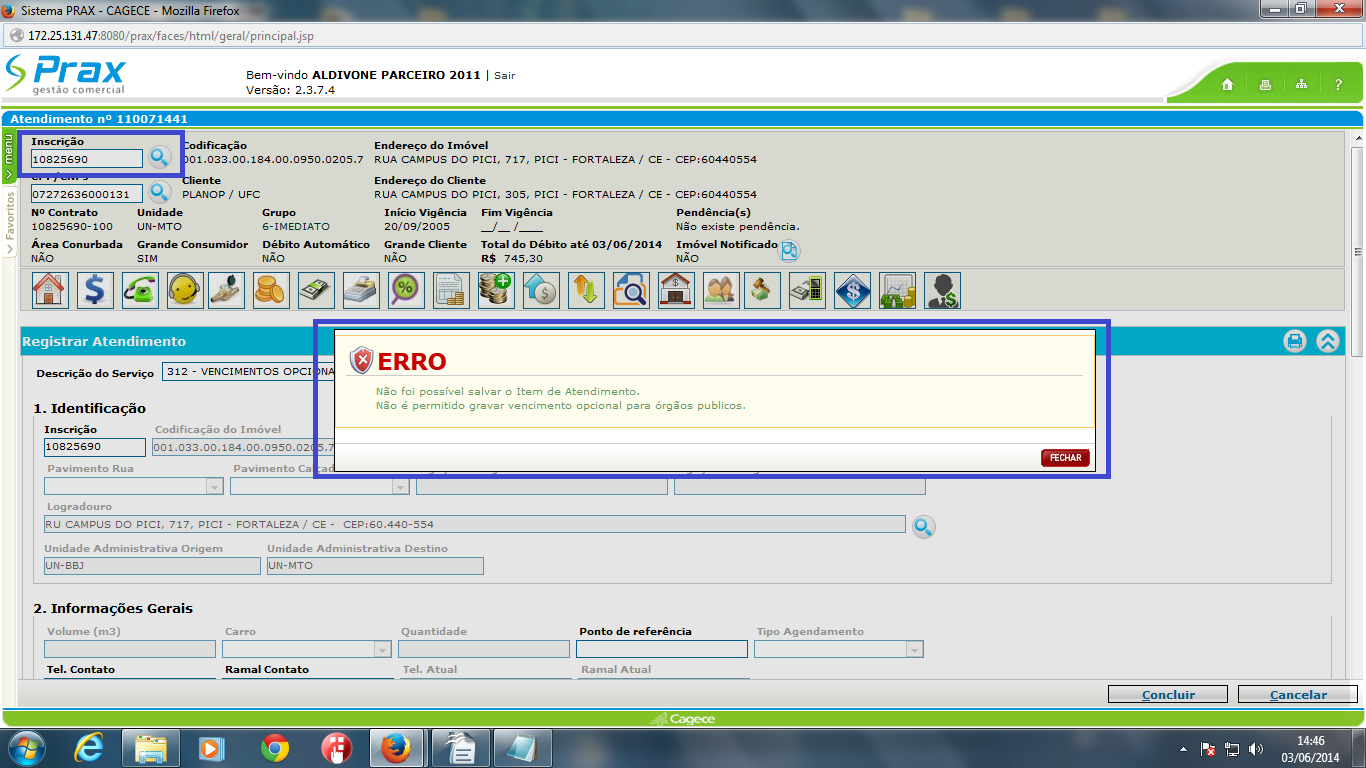 Sistema PRAX - CAGECE - Mozilla Firefox
172.25.131.47:8080/prax/faces/html/geral/principal.jsp
Prax
gestão comercial
Bem-vindo ALDIVONE PARCEIRO 2011 | Sair
Versão: 2.3.7.4
?
Atendimento nº 110071441
menu
Favoritos
Inscrição Codificação Endereço do Imóvel
10825690 001.033.00.184.00.0950.0205.7 RUA CAMPUS DO PICI, 717, PICI - FORTALEZA / CE - CEP:60440554
Cliente Endereço do Cliente
07272636000131 PLANOP / UFC RUA CAMPUS DO PICI, 305, PICI - FORTALEZA / CE - CEP:60440554
Nº Contrato Unidade Grupo Início Vigência Fim Vigência Pendência(s)
10825690-100 UN-MTO 6-IMEDIATO 20/09/2005 __/__ /____ Não existe pendência.
Área Conurbada Grande Consumidor Débito Automático Grande Cliente Total do Débito até 03/06/2014 Imóvel Notificado
NÃO SIM NÃO NÃO R$ 745,30 NÃO
Registrar Atendimento
Descrição do Serviço 312 - VENCIMENTOS OPCIONA
ERRO
Não foi possível salvar o Item de Atendimento.
Não é permitido gravar vencimento opcional para órgãos publicos.
FECHAR
1. Identificação
Inscrição Codificação do Imóvel
10825690 001.033.00.184.00.0950.0205.7
Pavimento Rua Pavimento Calçad
Logradouro
RU CAMPUS DO PICI, 717, PICI - FORTALEZA / CE - CEP:60.440-554
Unidade Administrativa Origem Unidade Administrativa Destino
UN-BBJ UN-MTO
2. Informações Gerais
Volume (m3) Carro Quantidade Ponto de referência Tipo Agendamento
Tel. Contato Ramal Contato Tel. Atual Ramal Atual
Concluir Cancelar
Cagece
14:46
03/06/2014